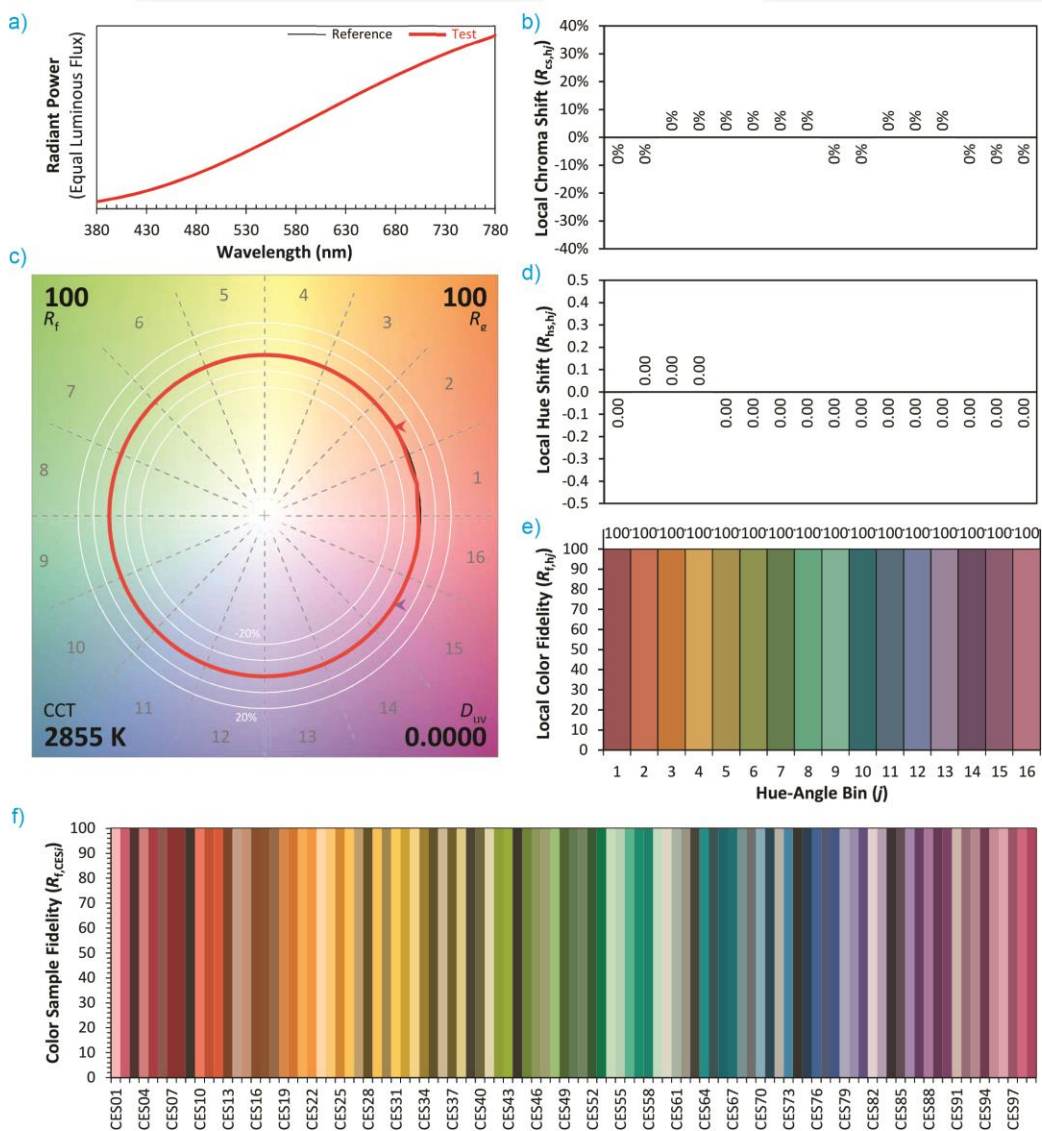 a)
Reference Test
Radiant Power
(Equal Luminous Flux)
380 430 480 530 580 630 680 730 780
Wavelength (nm)
b)
Local Chroma Shift (Rcs,hj)
40%
30%
20%
10%
0%
-10%
-20%
-30%
-40%
0% 0% 0% 0% 0% 0% 0% 0% 0% 0% 0% 0% 0% 0% 0% 0%
c)
100
Rf
100
Rg
5 4
6 3
7 2
8 1
9 16
10 15
11 14
12 13
-20%
20%
CCT
2855 K
Duv
0.0000
d)
Local Hue Shift (Rhs,hj)
0.5
0.4
0.3
0.2
0.1
0.0
-0.1
-0.2
-0.3
-0.4
-0.5
0.00 0.00 0.00 0.00 0.00 0.00 0.00 0.00 0.00 0.00 0.00 0.00 0.00 0.00 0.00 0.00
e)
Local Color Fidelity (Rf,hj)
100 100 100 100 100 100 100 100 100 100 100 100 100 100 100 100
100
90
80
70
60
50
40
30
20
10
0
1 2 3 4 5 6 7 8 9 10 11 12 13 14 15 16
Hue-Angle Bin (j)
f)
Color Sample Fidelity (Rf,CESi)
100
90
80
70
60
50
40
30
20
10
0
CES01 CES04 CES07 CES10 CES13 CES16 CES19 CES22 CES25 CES28 CES31 CES34 CES37 CES40 CES43 CES46 CES49 CES52 CES55 CES58 CES61 CES64 CES67 CES70 CES73 CES76 CES79 CES82 CES85 CES88 CES91 CES94 CES97